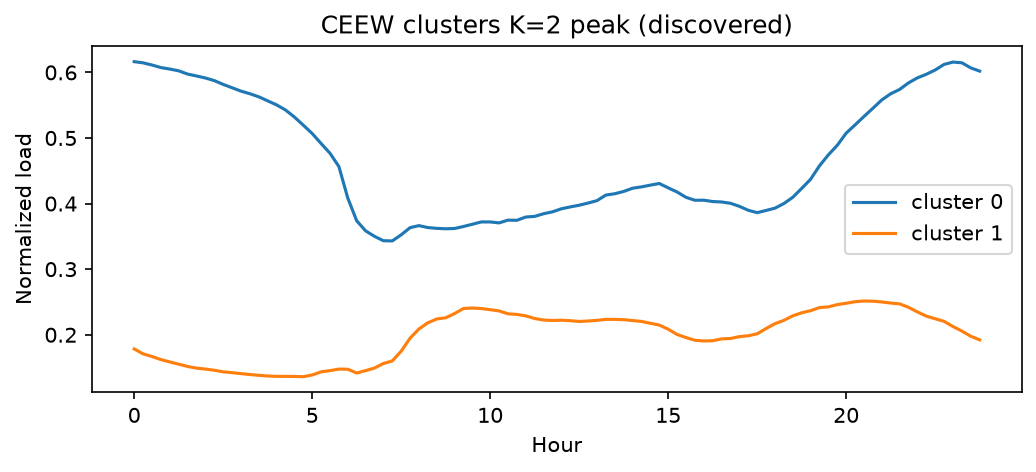 CEEW clusters K=2 peak (discovered)
Normalized load
0.6
0.5
0.4
0.3
0.2
cluster 0
cluster 1
0 5 10 15 20
Hour